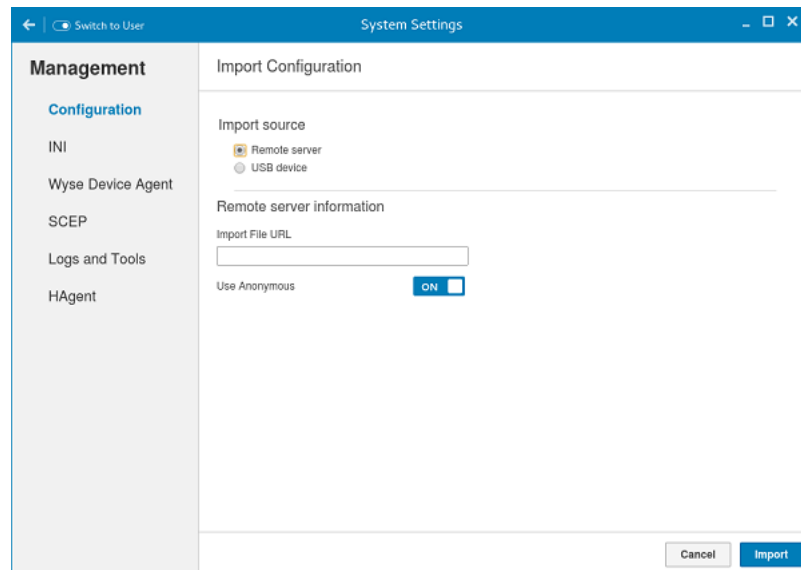 Switch to User
System Settings
Management
Configuration
INI
Wyse Device Agent
SCEP
Logs and Tools
HAgent
Import Configuration
Import source
Remote server
USB device
Remote server information
Import File URL
Use Anonymous
ON
Cancel
Import